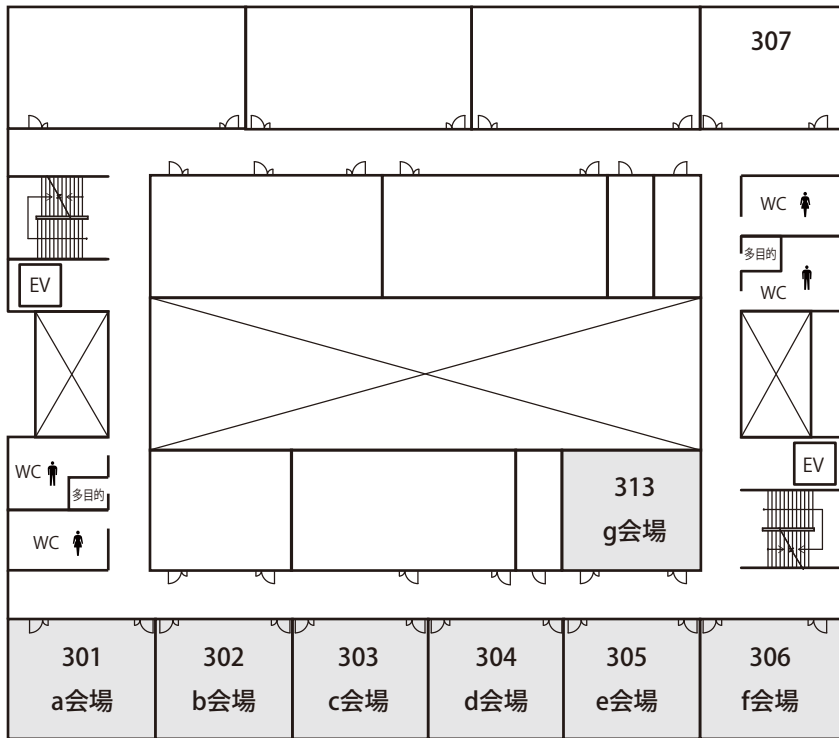 307
WC
多目的
WC
EV
WC
多目的
WC
EV
313
g会場
301
a会場
302
b会場
303
c会場
304
d会場
305
e会場
306
f会場